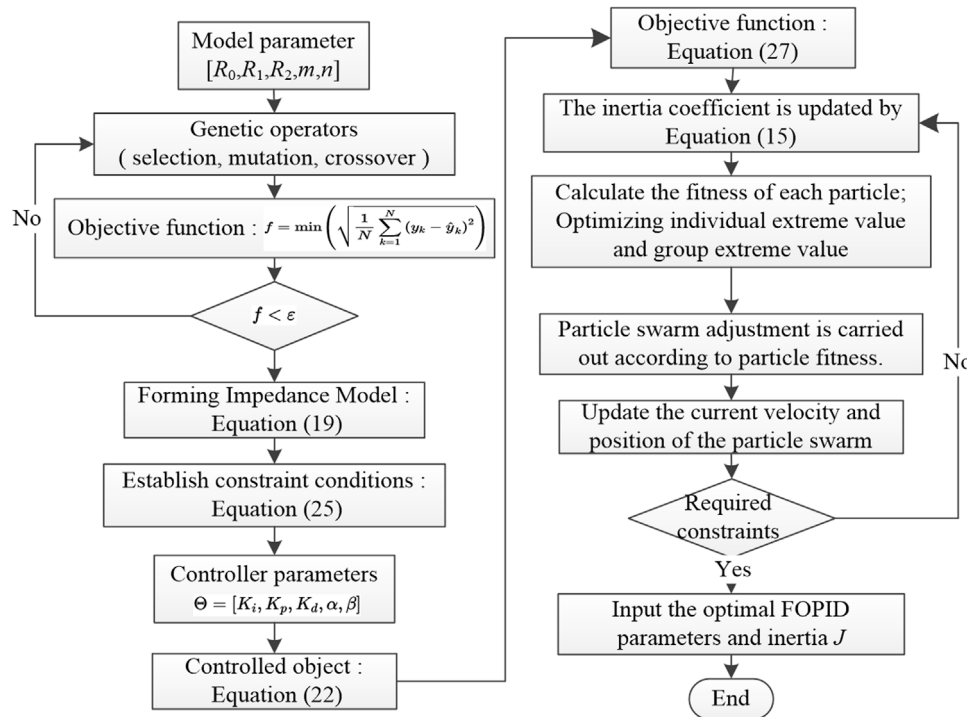 Model parameter
[R₀,R₁,R₂,m,n]
Genetic operators
( selection, mutation, crossover )
No
Objective function : f = min(√(1/N ∑_{k=1}^{N} (y_k − ŷ_k)²))
f < ε
Forming Impedance Model :
Equation (19)
Establish constraint conditions :
Equation (25)
Controller parameters
Θ = [K_i, K_p, K_d, α, β]
Controlled object :
Equation (22)
Objective function :
Equation (27)
The inertia coefficient is updated by
Equation (15)
Calculate the fitness of each particle;
Optimizing individual extreme value
and group extreme value
Particle swarm adjustment is carried
out according to particle fitness.
No
Update the current velocity and
position of the particle swarm
Required
constraints
Yes
Input the optimal FOPID
parameters and inertia J
End